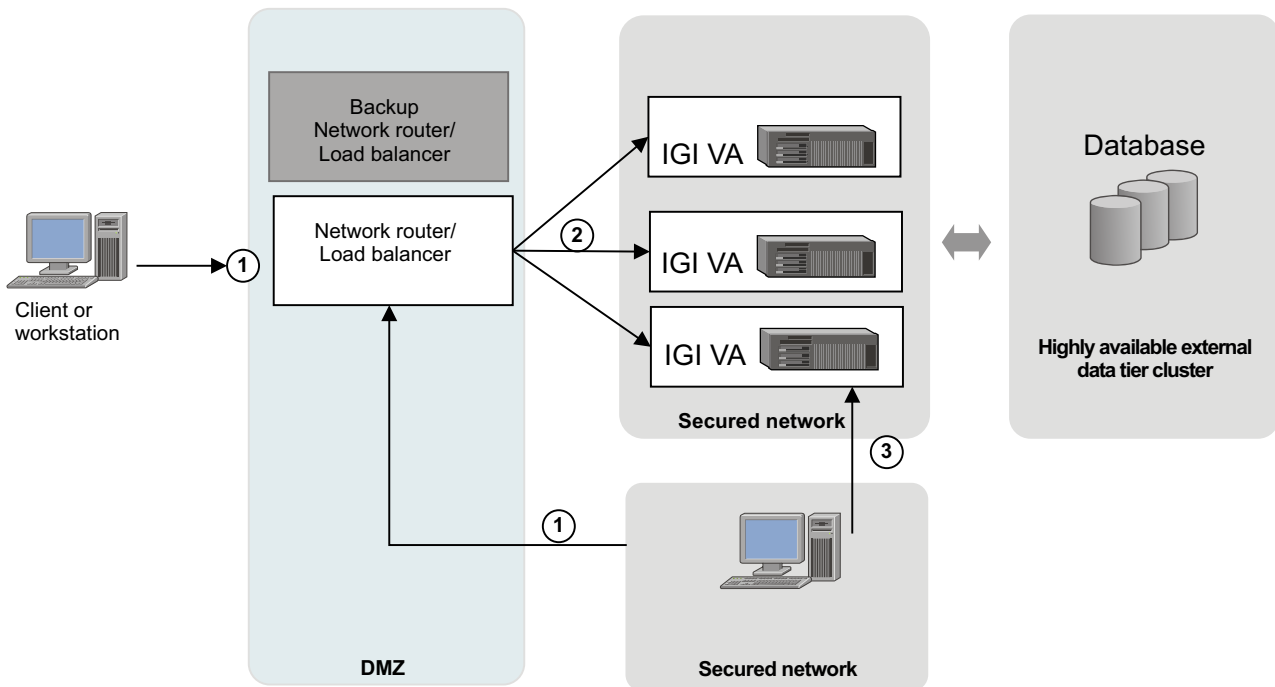 Backup
Network router/
Load balancer
Network router/
Load balancer
1
Client or
workstation
2
IGI VA
IGI VA
IGI VA
Secured network
Database
Highly available external
data tier cluster
3
1
DMZ
Secured network